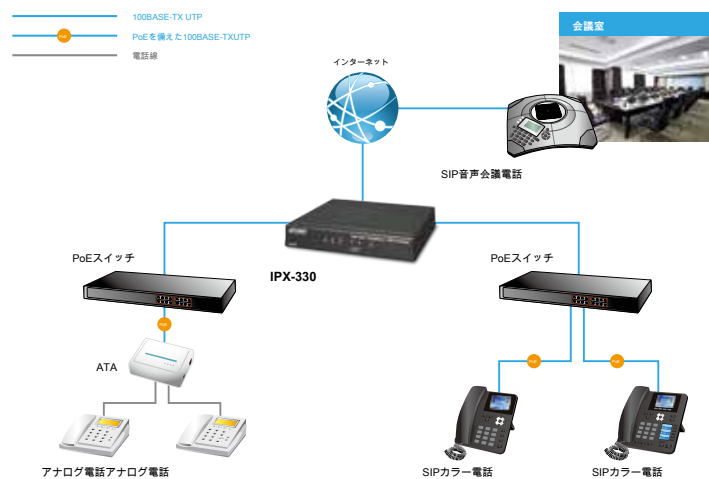 100BASE-TX UTP
PoEを備えた100BASE-TXUTP
電話線
会議室
インターネット
SIP音声会議電話
PoEスイッチ
IPX-330
PoEスイッチ
ATA
アナログ電話アナログ電話
SIPカラー電話
SIPカラー電話